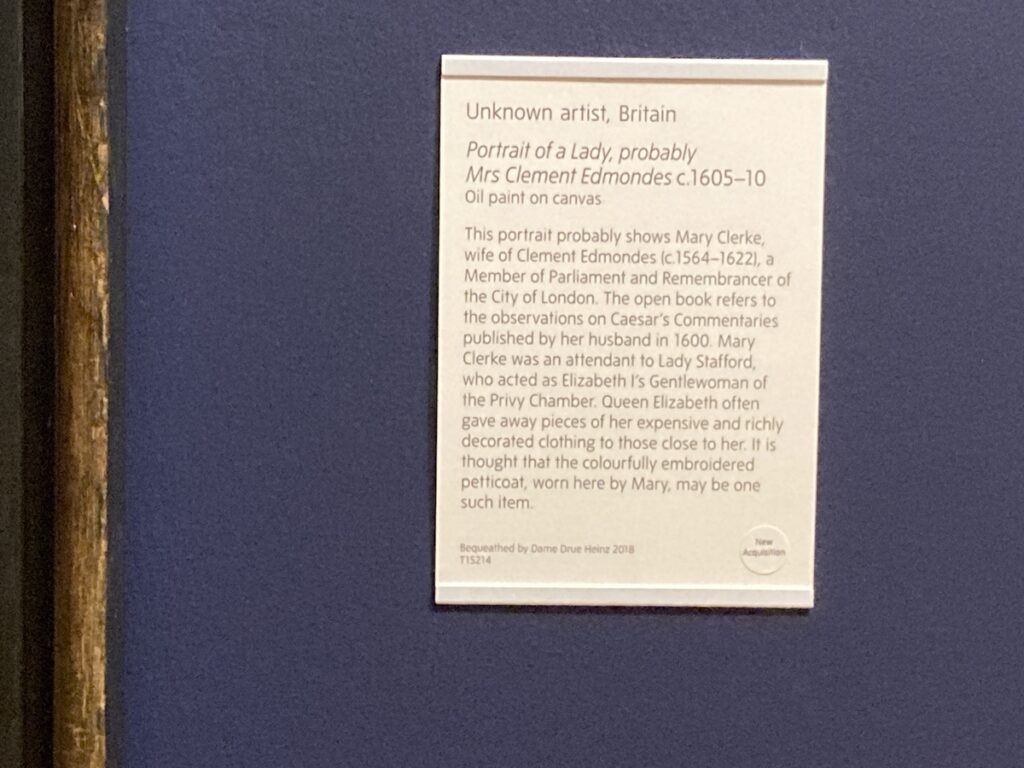 Unknown artist, Britain
Portrait of a Lady, probably
Mrs Clement Edmondes c.1605–10
Oil paint on canvas
This portrait probably shows Mary Clerke,
wife of Clement Edmondes (c.1564–1622), a
Member of Parliament and Remembrancer of
the City of London. The open book refers to
the observations on Caesar's Commentaries
published by her husband in 1600. Mary
Clerke was an attendant to Lady Stafford,
who acted as Elizabeth I's Gentlewoman of
the Privy Chamber. Queen Elizabeth often
gave away pieces of her expensive and richly
decorated clothing to those close to her. It is
thought that the colourfully embroidered
petticoat, worn here by Mary, may be one
such item.
Bequeathed by Dame Drue Heinz 2018
T15214
New
Acquisition